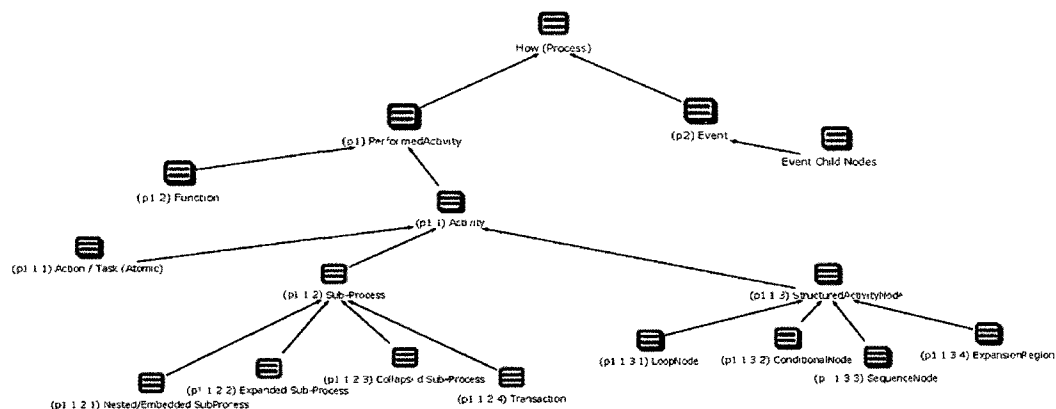 How (Process)
(p1) PerformedActivity
(p2) Event
Event Child Nodes
(p1 2) Function
(p1 1) Activity
(p1 1 1) Action / Task (Atomic)
(p1 1 2) Sub-Process
(p1 1 3) StructuredActivityNode
(p1 1 3 1) LoopNode
(p1 1 3 2) ConditionalNode
(p1 1 3 4) ExpansionRegion
(p1 1 2 3) Collapsed Sub-Process
(p 1 1 3 3) SequenceNode
(p1 1 2 2) Expanded Sub-Process
(p1 1 2 1) Nested/Embedded SubProcess
(p1 1 2 4) Transaction